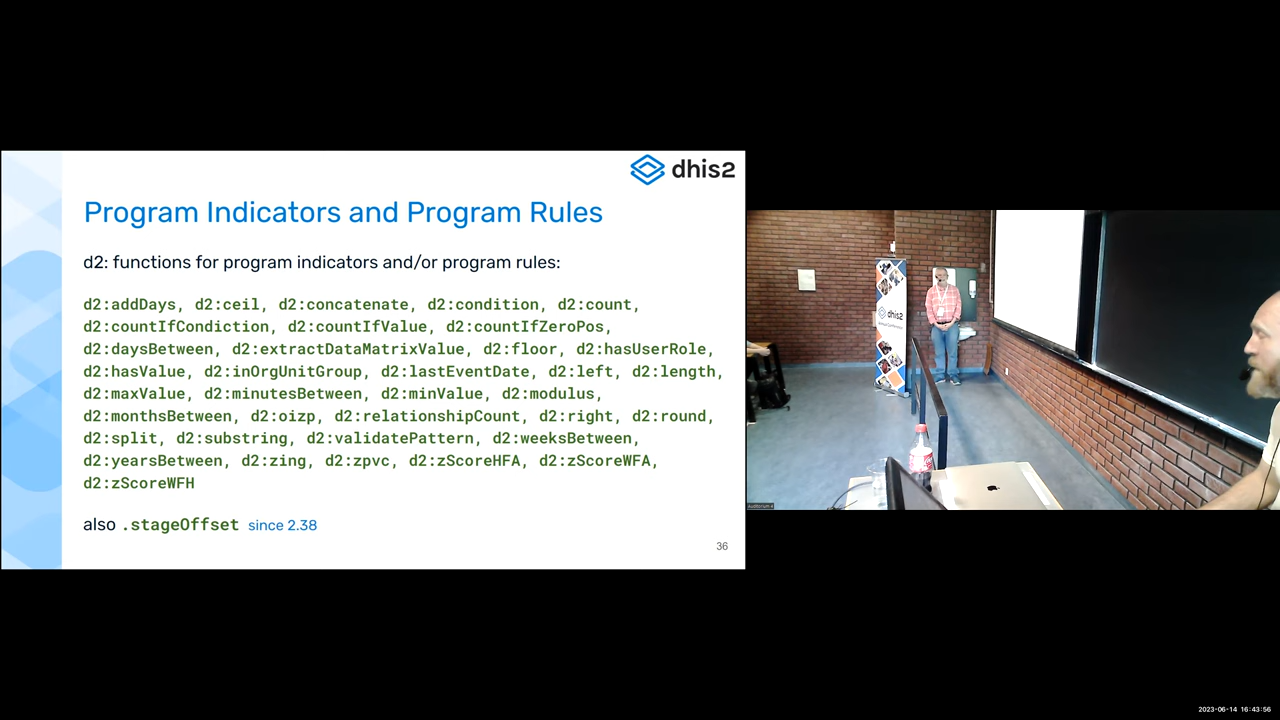 dhis2
Program Indicators and Program Rules
d2: functions for program indicators and/or program rules:
d2:addDays, d2:ceil, d2:concatenate, d2:condition, d2:count,
d2:countIfCondiction, d2:countIfValue, d2:countIfZeroPos,
d2:daysBetween, d2:extractDataMatrixValue, d2:floor, d2:hasUserRole,
d2:hasValue, d2:inOrgUnitGroup, d2:lastEventDate, d2:left, d2:length,
d2:maxValue, d2:minutesBetween, d2:minValue, d2:modulus,
d2:monthsBetween, d2:oizp, d2:relationshipCount, d2:right, d2:round,
d2:split, d2:substring, d2:validatePattern, d2:weeksBetween,
d2:yearsBetween, d2:zing, d2:zpvc, d2:zScoreHFA, d2:zScoreWFA,
d2:zScoreWFH
also .stageOffset since 2.38
36
dhis2
2023-06-14 16:43:56